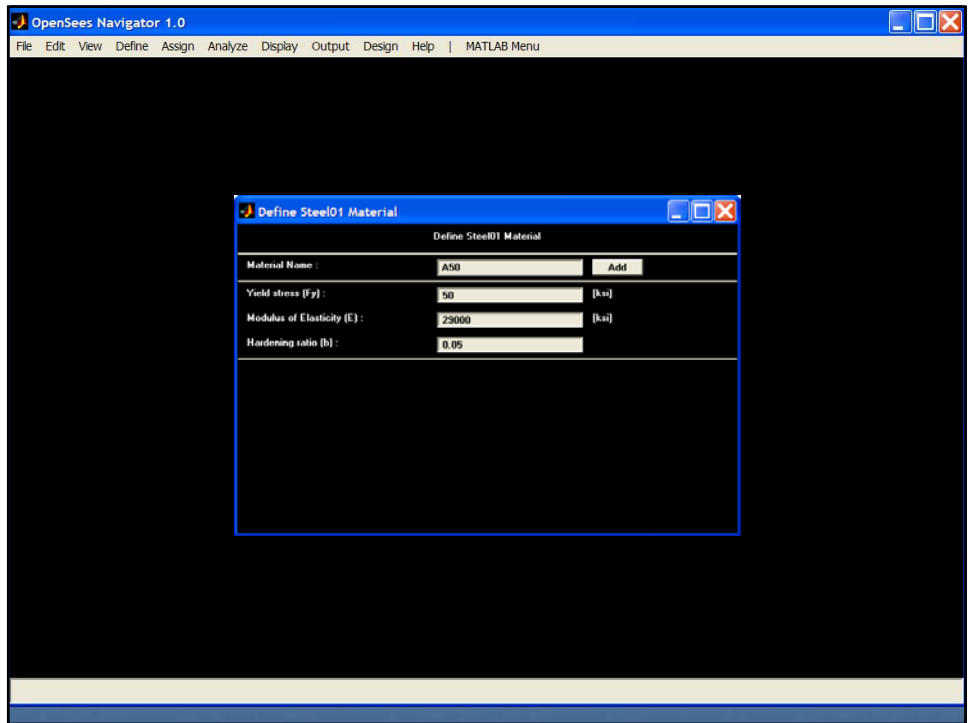 OpenSees Navigator 1.0
File Edit View Define Assign Analyze Display Output Design Help | MATLAB Menu
Define Steel01 Material
Define Steel01 Material
Material Name : A50 Add
Yield stress (Fy) : 50 [ksi]
Modulus of Elasticity (E) : 29000 [ksi]
Hardening ratio (b) : 0.05